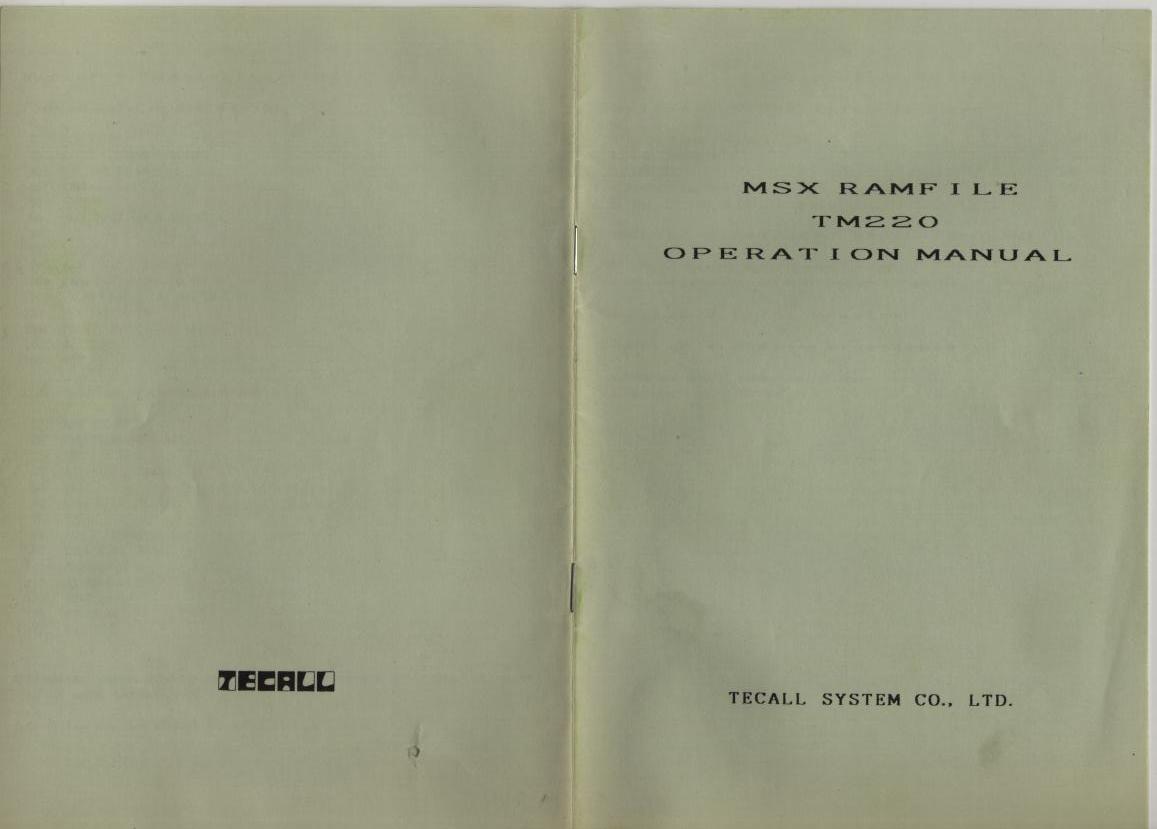 MSX RAMFILE
TM220
OPERATION MANUAL
TECALL
TECALL SYSTEM CO., LTD.